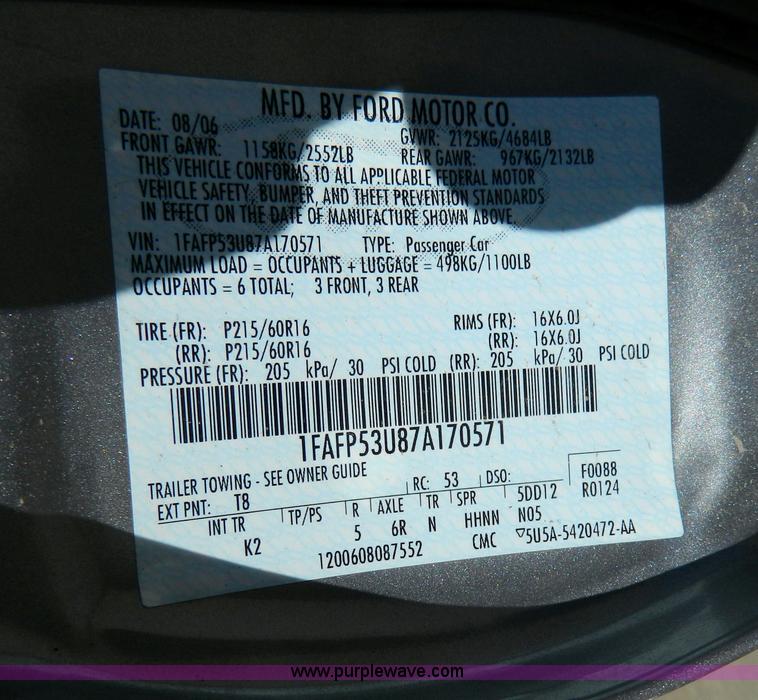 MFD. BY FORD MOTOR CO.
DATE: 08/06 GVWR: 2125KG/4684LB
FRONT GAWR: 1158KG/2552LB REAR GAWR: 967KG/2132LB
THIS VEHICLE CONFORMS TO ALL APPLICABLE FEDERAL MOTOR
VEHICLE SAFETY, BUMPER, AND THEFT PREVENTION STANDARDS
IN EFFECT ON THE DATE OF MANUFACTURE SHOWN ABOVE.
VIN: 1FAFP53U87A170571 TYPE: Passenger Car
MAXIMUM LOAD = OCCUPANTS + LUGGAGE = 498KG/1100LB
OCCUPANTS = 6 TOTAL; 3 FRONT, 3 REAR
TIRE (FR): P215/60R16 RIMS (FR): 16X6.0J
(RR): P215/60R16 (RR): 16X6.0J
PRESSURE (FR): 205 kPa/ 30 PSI COLD (RR): 205 kPa/ 30 PSI COLD
1FAFP53U87A170571
TRAILER TOWING - SEE OWNER GUIDE F0088
EXT PNT: T8 RC: 53 DSO: R0124
INT TR TP/PS R AXLE TR SPR 5DD12
K2 5 6R N HHNN N05
1200608087552 CMC ▽5U5A-5420472-AA
www.purplewave.com